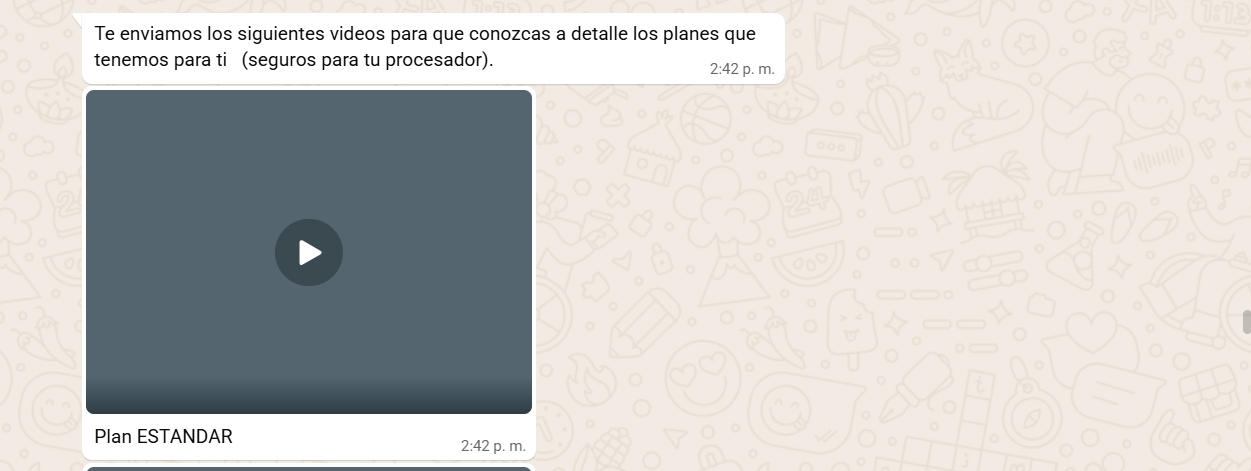 Te enviamos los siguientes videos para que conozcas a detalle los planes que
tenemos para ti (seguros para tu procesador).
2:42 p. m.
Plan ESTANDAR
2:42 p. m.